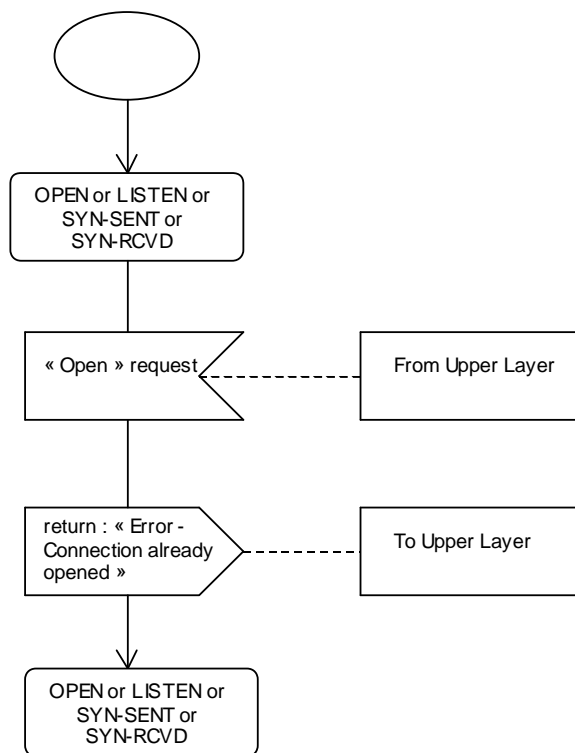 OPEN or LISTEN or
SYN-SENT or
SYN-RCVD
« Open » request
From Upper Layer
return : « Error -
Connection already
opened »
To Upper Layer
OPEN or LISTEN or
SYN-SENT or
SYN-RCVD